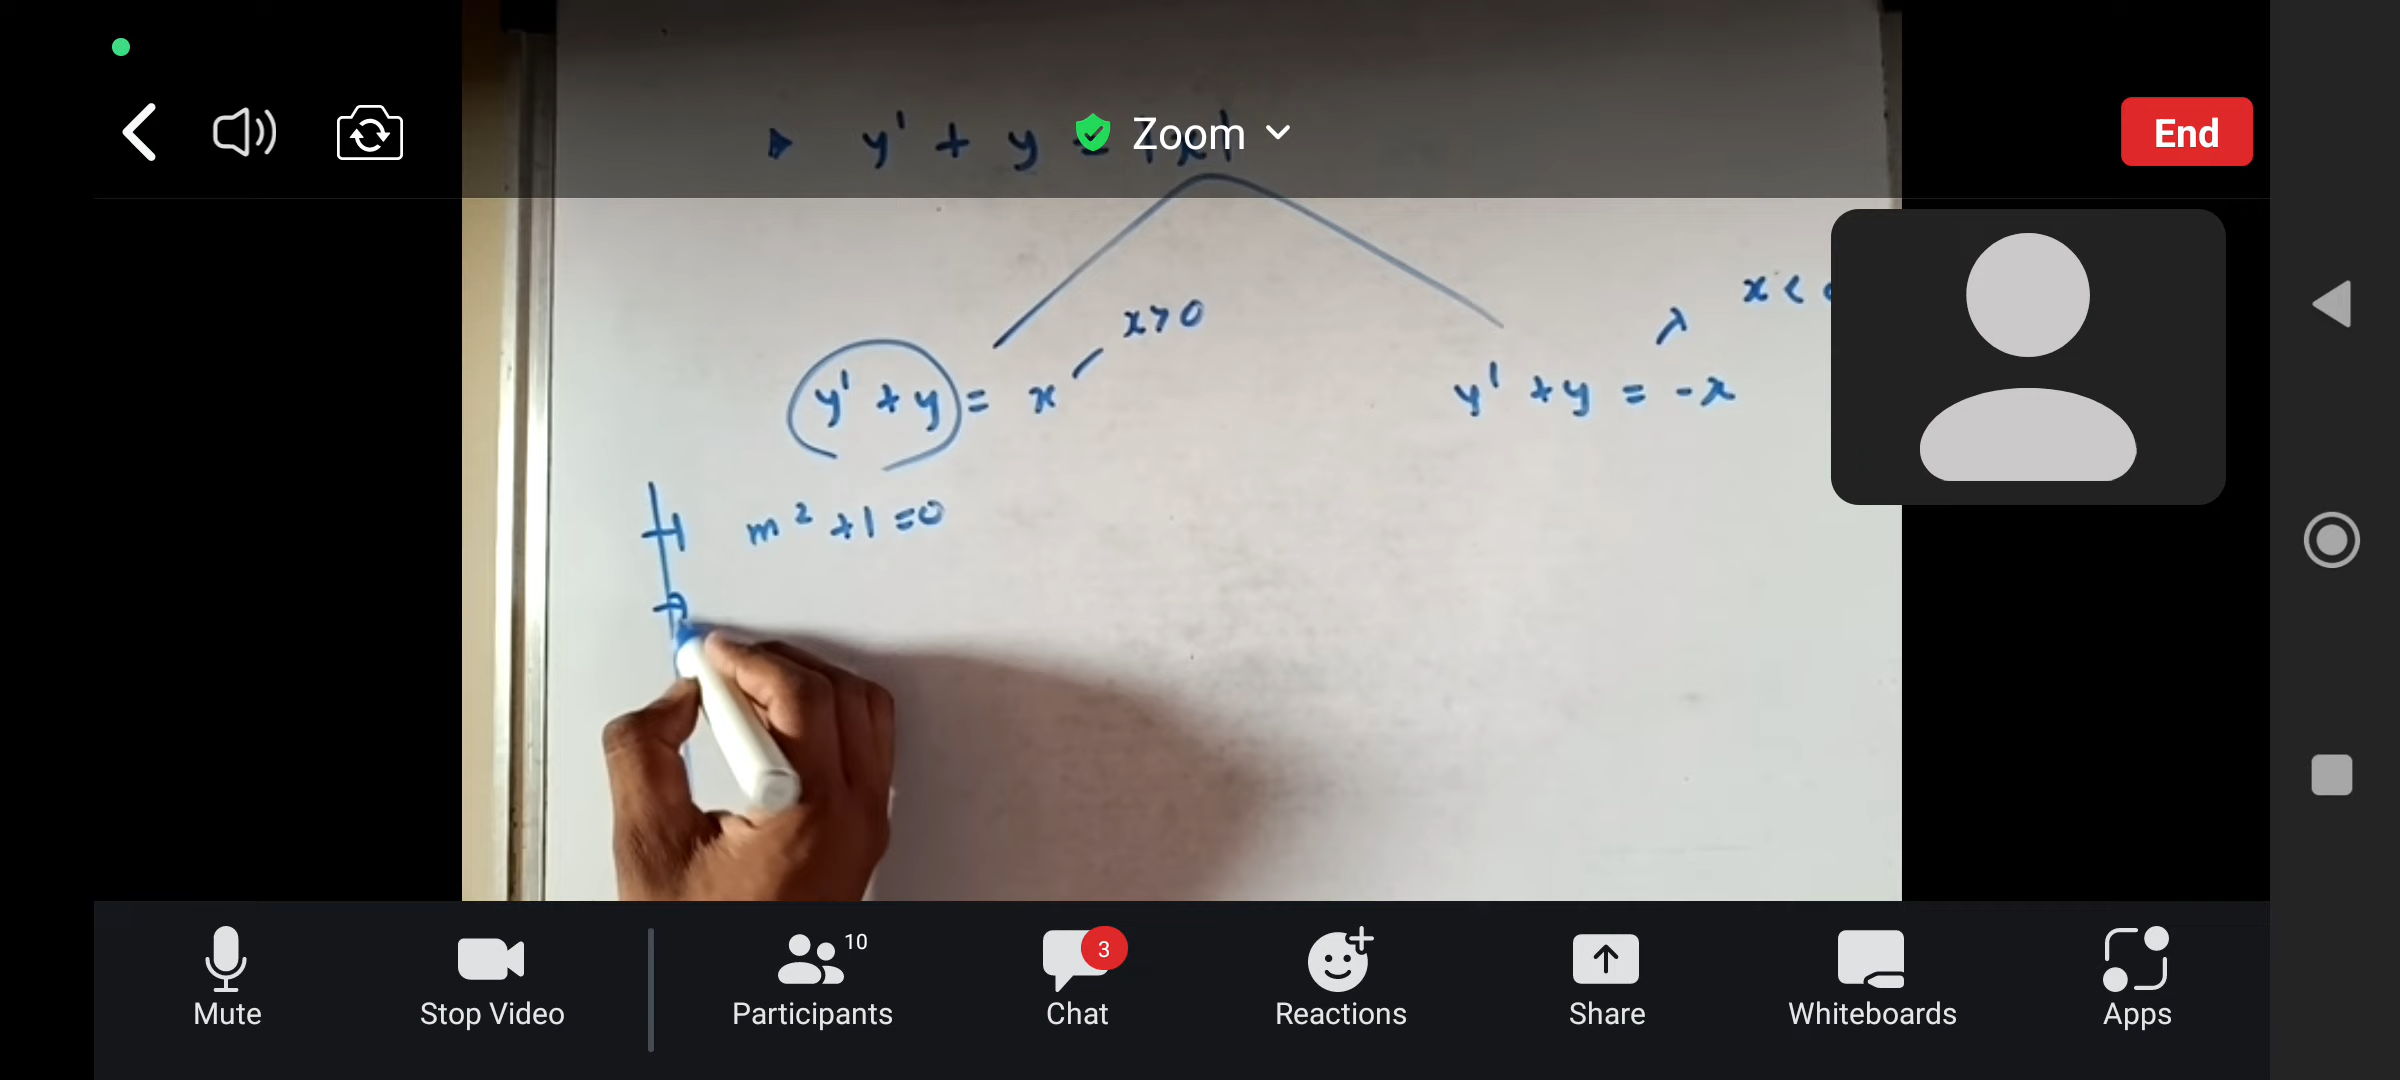 Zoom
End
y' + y = |x|
x > 0
x <
y' + y = x
y' + y = -x
m² + 1 = 0
10
3
Mute
Stop Video
Participants
Chat
Reactions
Share
Whiteboards
Apps